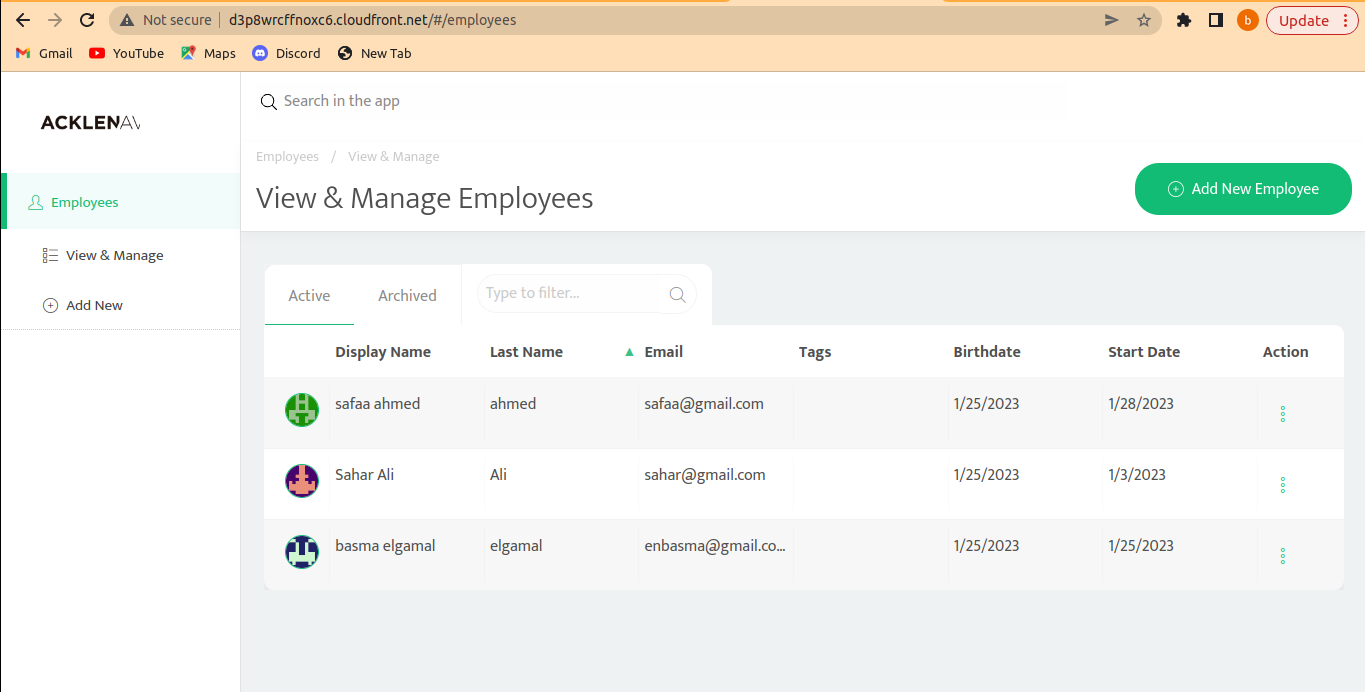 Not secure d3p8wrcffnoxc6.cloudfront.net/#/employees b Update
Gmail YouTube Maps Discord New Tab
Search in the app
ACKLENAV
Employees / View & Manage
View & Manage Employees
Add New Employee
Employees
View & Manage
Add New
Active Archived Type to filter...
Display Name Last Name ▲ Email Tags Birthdate Start Date Action
safaa ahmed ahmed safaa@gmail.com 1/25/2023 1/28/2023
Sahar Ali Ali sahar@gmail.com 1/25/2023 1/3/2023
basma elgamal elgamal enbasma@gmail.co... 1/25/2023 1/25/2023